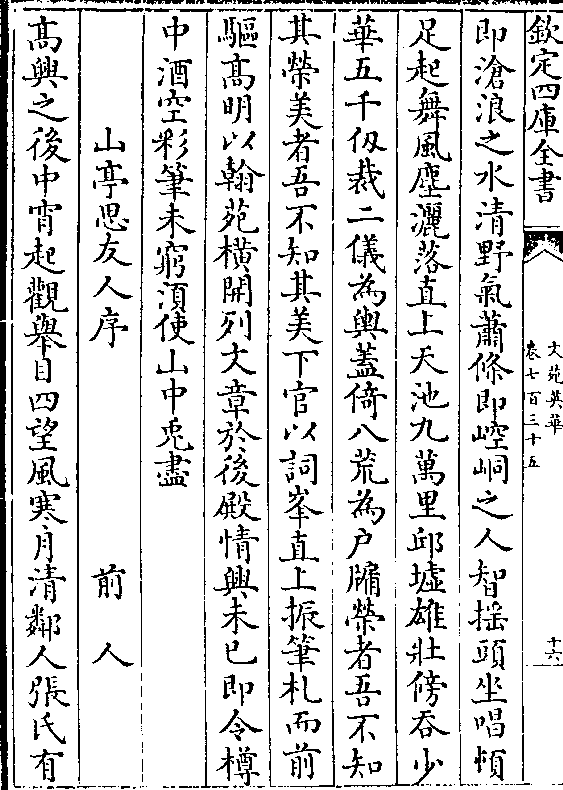 欽定四庫全書
文苑英華
卷七百三十五
十六
即滄浪之水清野氣蕭條即崆峒之人智摇頭坐唱頓
足起舞風塵灑落直上天池九萬里邱墟雄壯傍吞少
華五千仭裁二儀為輿蓋倚八荒為户牖榮者吾不知
其榮美者吾不知其美下官以詞峯直上振筆札而前
驅髙明以翰苑横開列文章於後殿情興未已即令樽
中酒空彩筆未窮湏使山中兎盡
山亭思友人序 前人
髙興之後中宵起觀舉目四望風寒月清鄰人張氏有